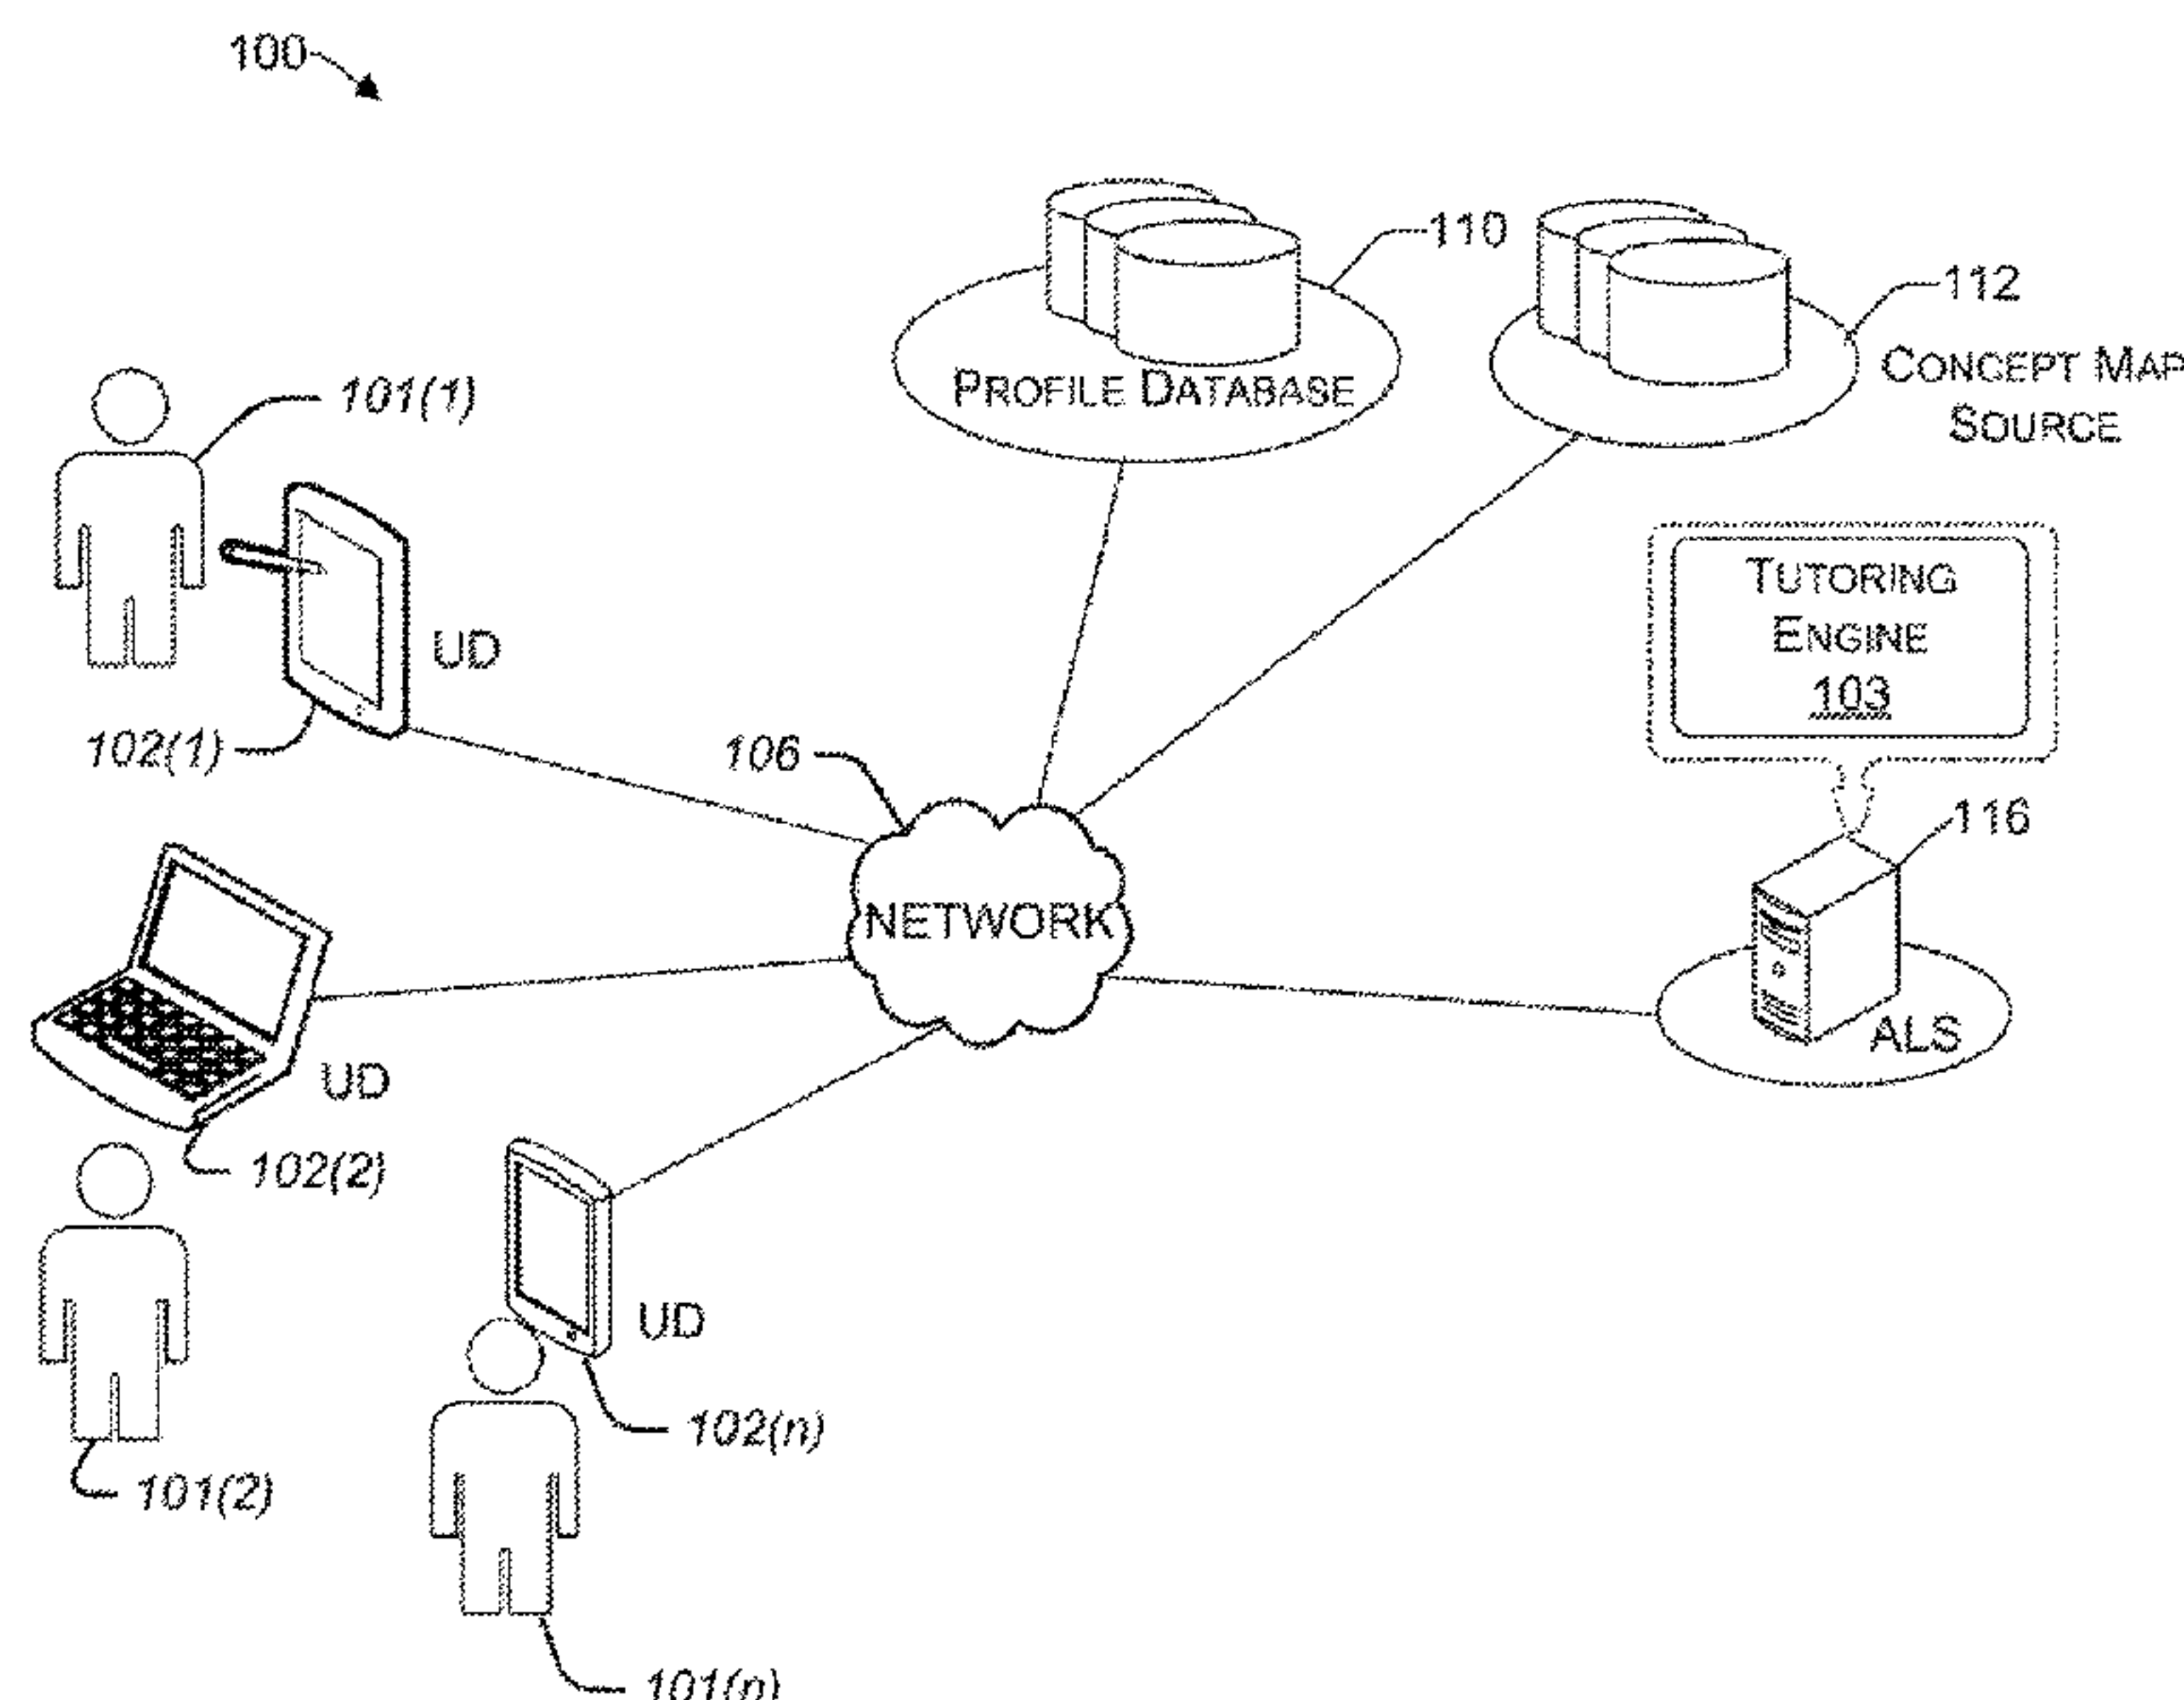 100
110
112
PROFILE DATABASE
CONCEPT MAP
SOURCE
101(1)
TUTORING
ENGINE
103
UD
102(1)
106
116
NETWORK
ALS
UD
102(2)
UD
102(n)
101(2)
101(n)